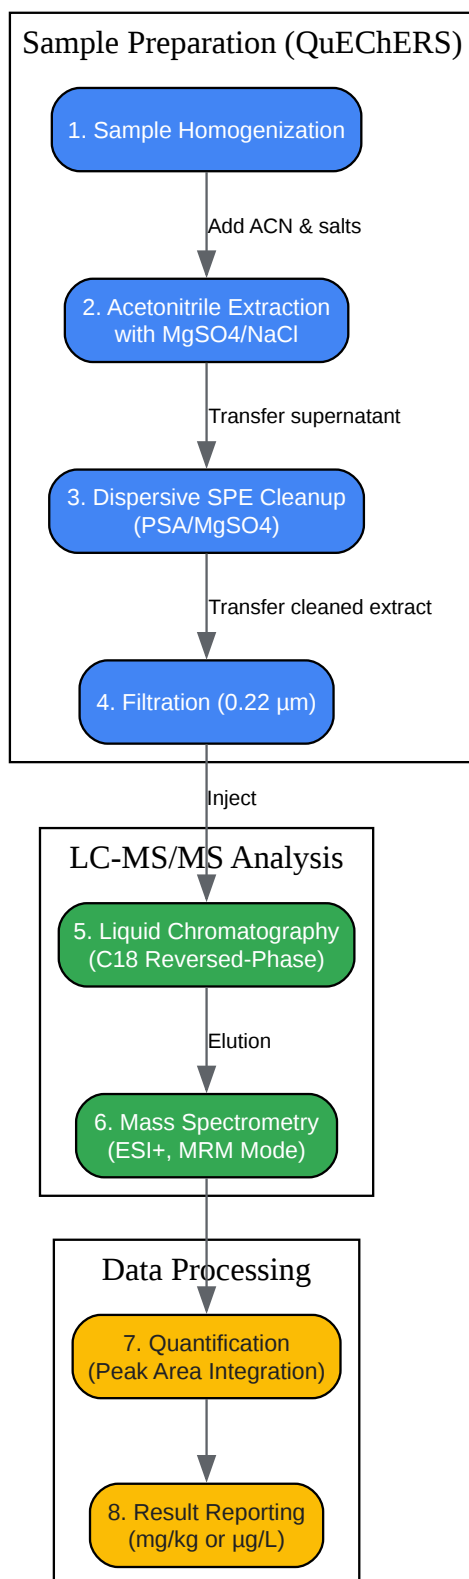 Sample Preparation (QuEChERS)
1. Sample Homogenization
Add ACN & salts
2. Acetonitrile Extraction
with MgSO4/NaCl
Transfer supernatant
3. Dispersive SPE Cleanup
(PSA/MgSO4)
Transfer cleaned extract
4. Filtration (0.22 µm)
Inject
LC-MS/MS Analysis
5. Liquid Chromatography
(C18 Reversed-Phase)
Elution
6. Mass Spectrometry
(ESI+, MRM Mode)
Data Processing
7. Quantification
(Peak Area Integration)
8. Result Reporting
(mg/kg or µg/L)